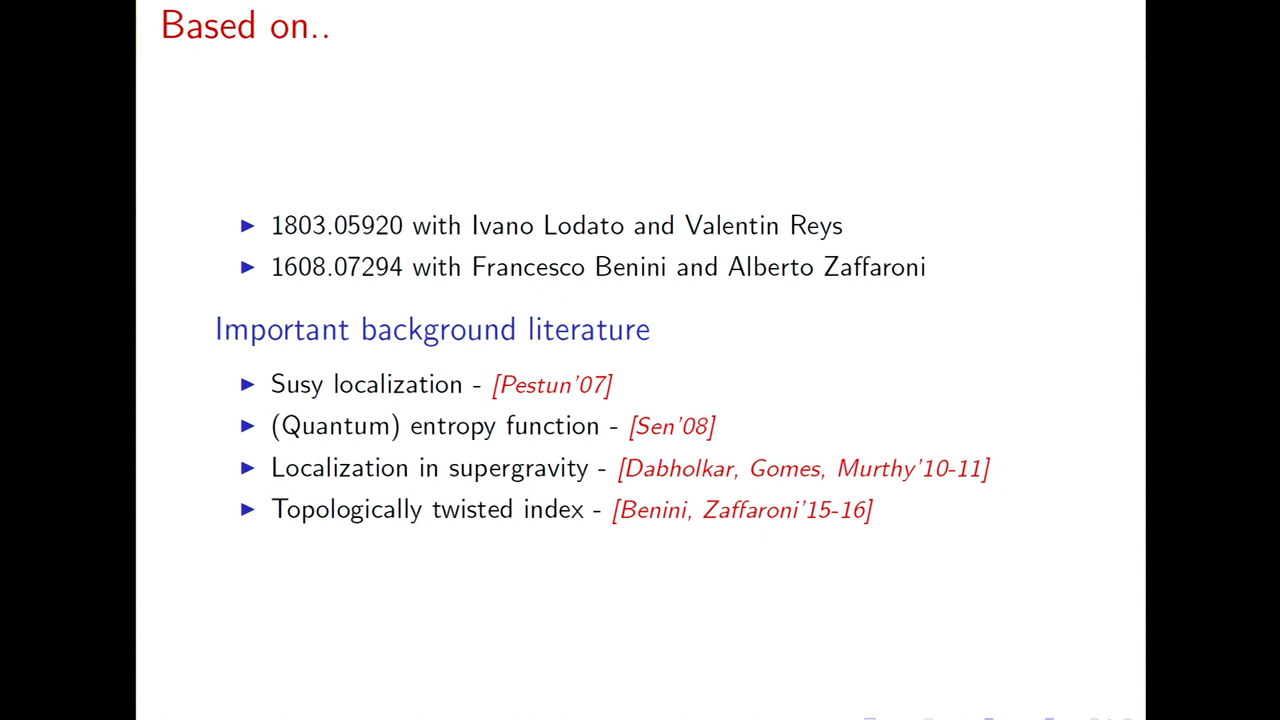 Based on..
▶ 1803.05920 with Ivano Lodato and Valentin Reys
▶ 1608.07294 with Francesco Benini and Alberto Zaffaroni
Important background literature
▶ Susy localization - [Pestun'07]
▶ (Quantum) entropy function - [Sen'08]
▶ Localization in supergravity - [Dabholkar, Gomes, Murthy'10-11]
▶ Topologically twisted index - [Benini, Zaffaroni'15-16]